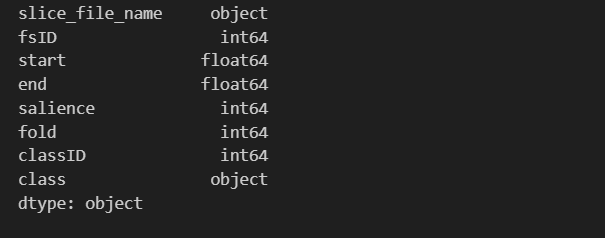 slice_file_name     object
fsID                 int64
start              float64
end                float64
salience             int64
fold                 int64
classID              int64
class               object
dtype: object